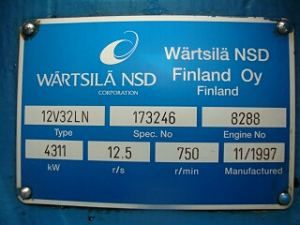 WÄRTSILÄ NSD
CORPORATION
Wärtsilä NSD
Finland Oy
Finland
12V32LN 173246 8288
Type Spec. No Engine No
4311 12.5 750 11/1997
kW r/s r/min Manufactured